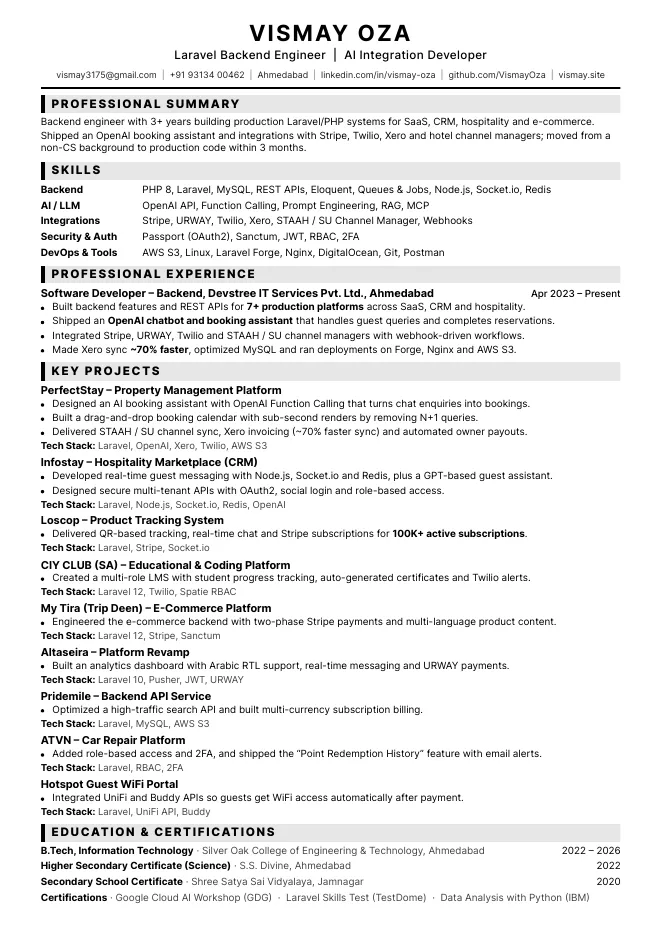 VISMAY OZA
Laravel Backend Engineer | AI Integration Developer
vismay3175@gmail.com | +91 93134 00462 | Ahmedabad | linkedin.com/in/vismay-oza | github.com/VismayOza | vismay.site
PROFESSIONAL SUMMARY
Backend engineer with 3+ years building production Laravel/PHP systems for SaaS, CRM, hospitality and e-commerce.
Shipped an OpenAI booking assistant and integrations with Stripe, Twilio, Xero and hotel channel managers; moved from a
non-CS background to production code within 3 months.
SKILLS
Backend PHP 8, Laravel, MySQL, REST APIs, Eloquent, Queues & Jobs, Node.js, Socket.io, Redis
AI / LLM OpenAI API, Function Calling, Prompt Engineering, RAG, MCP
Integrations Stripe, URWAY, Twilio, Xero, STAAH / SU Channel Manager, Webhooks
Security & Auth Passport (OAuth2), Sanctum, JWT, RBAC, 2FA
DevOps & Tools AWS S3, Linux, Laravel Forge, Nginx, DigitalOcean, Git, Postman
PROFESSIONAL EXPERIENCE
Software Developer – Backend, Devstree IT Services Pvt. Ltd., Ahmedabad Apr 2023 – Present
• Built backend features and REST APIs for 7+ production platforms across SaaS, CRM and hospitality.
• Shipped an OpenAI chatbot and booking assistant that handles guest queries and completes reservations.
• Integrated Stripe, URWAY, Twilio and STAAH / SU channel managers with webhook-driven workflows.
• Made Xero sync ~70% faster, optimized MySQL and ran deployments on Forge, Nginx and AWS S3.
KEY PROJECTS
PerfectStay – Property Management Platform
• Designed an AI booking assistant with OpenAI Function Calling that turns chat enquiries into bookings.
• Built a drag-and-drop booking calendar with sub-second renders by removing N+1 queries.
• Delivered STAAH / SU channel sync, Xero invoicing (~70% faster sync) and automated owner payouts.
Tech Stack: Laravel, OpenAI, Xero, Twilio, AWS S3
Infostay – Hospitality Marketplace (CRM)
• Developed real-time guest messaging with Node.js, Socket.io and Redis, plus a GPT-based guest assistant.
• Designed secure multi-tenant APIs with OAuth2, social login and role-based access.
Tech Stack: Laravel, Node.js, Socket.io, Redis, OpenAI
Loscop – Product Tracking System
• Delivered QR-based tracking, real-time chat and Stripe subscriptions for 100K+ active subscriptions.
Tech Stack: Laravel, Stripe, Socket.io
CIY CLUB (SA) – Educational & Coding Platform
• Created a multi-role LMS with student progress tracking, auto-generated certificates and Twilio alerts.
Tech Stack: Laravel 12, Twilio, Spatie RBAC
My Tira (Trip Deen) – E-Commerce Platform
• Engineered the e-commerce backend with two-phase Stripe payments and multi-language product content.
Tech Stack: Laravel 12, Stripe, Sanctum
Altaseira – Platform Revamp
• Built an analytics dashboard with Arabic RTL support, real-time messaging and URWAY payments.
Tech Stack: Laravel 10, Pusher, JWT, URWAY
Pridemile – Backend API Service
• Optimized a high-traffic search API and built multi-currency subscription billing.
Tech Stack: Laravel, MySQL, AWS S3
ATVN – Car Repair Platform
• Added role-based access and 2FA, and shipped the “Point Redemption History” feature with email alerts.
Tech Stack: Laravel, RBAC, 2FA
Hotspot Guest WiFi Portal
• Integrated UniFi and Buddy APIs so guests get WiFi access automatically after payment.
Tech Stack: Laravel, UniFi API, Buddy
EDUCATION & CERTIFICATIONS
B.Tech, Information Technology · Silver Oak College of Engineering & Technology, Ahmedabad 2022 – 2026
Higher Secondary Certificate (Science) · S.S. Divine, Ahmedabad 2022
Secondary School Certificate · Shree Satya Sai Vidyalaya, Jamnagar 2020
Certifications · Google Cloud AI Workshop (GDG) · Laravel Skills Test (TestDome) · Data Analysis with Python (IBM)